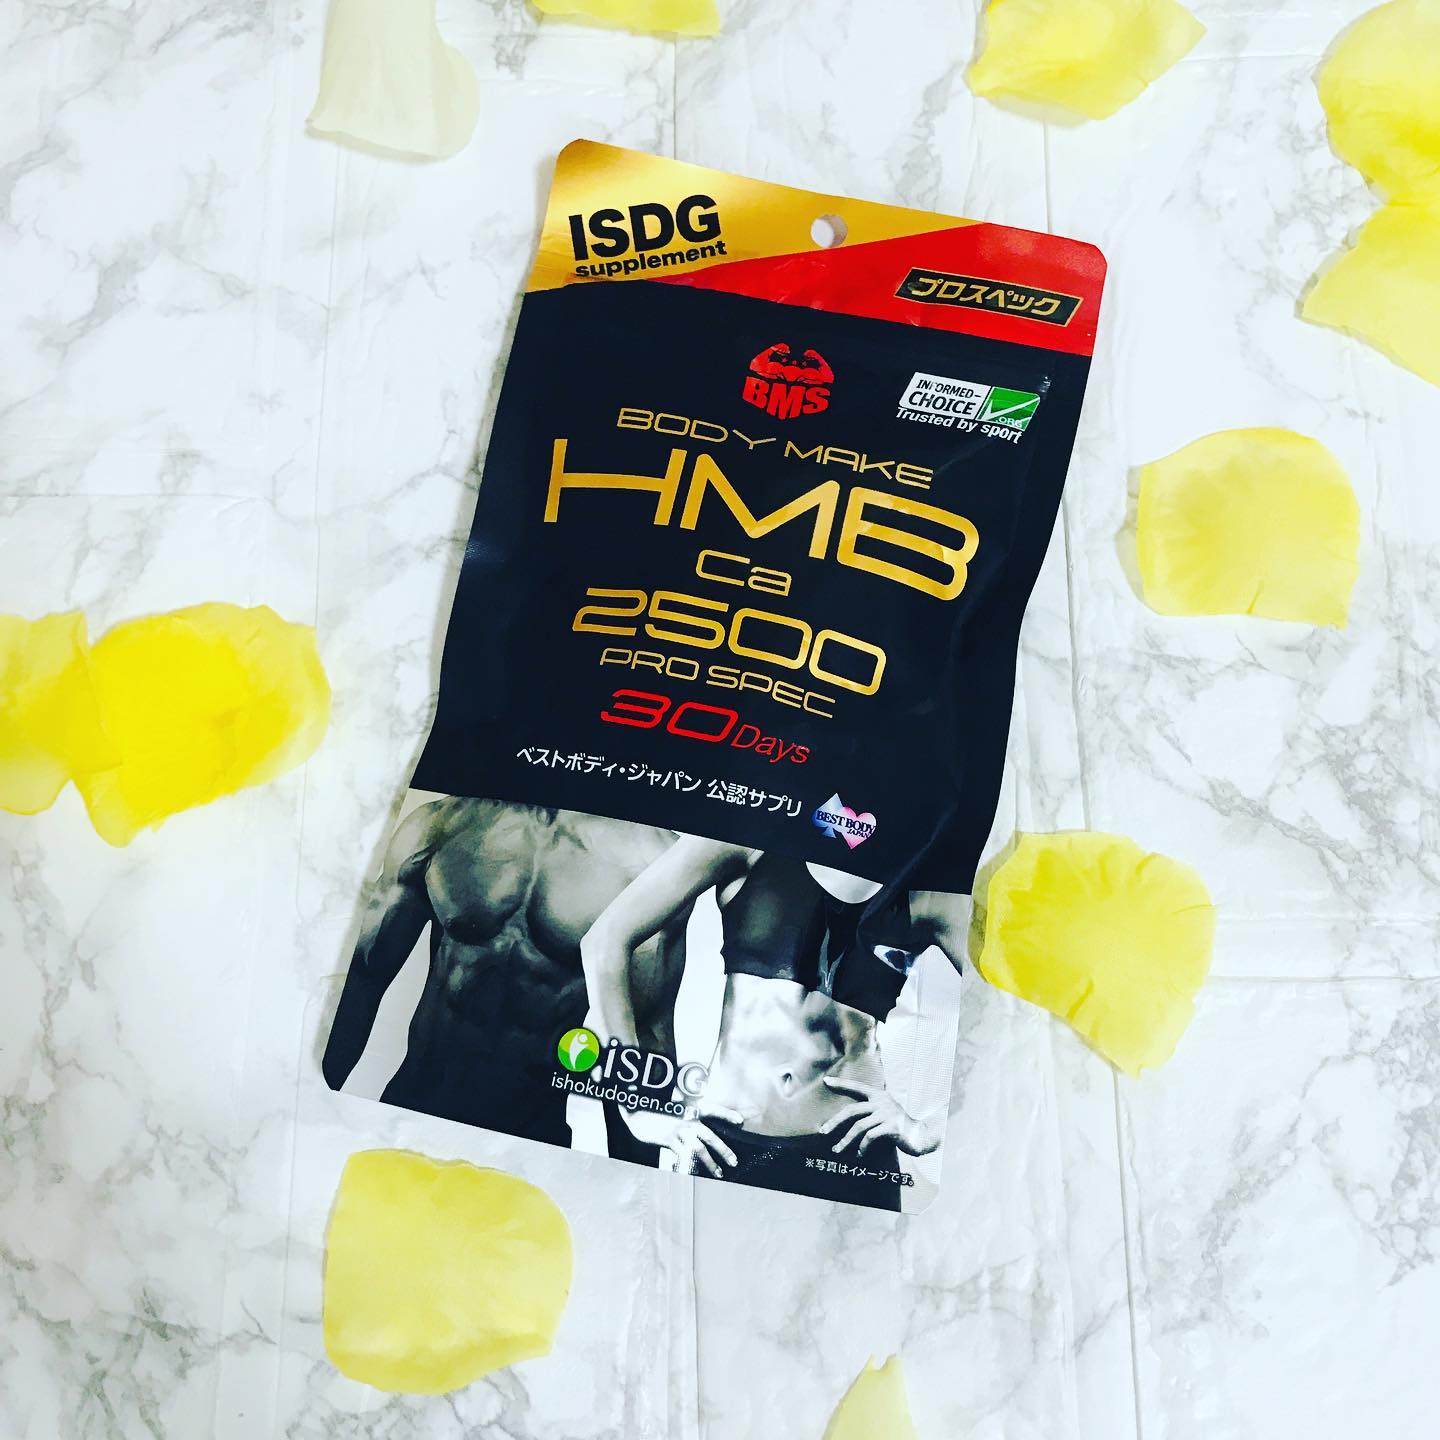 ISDG
supplement
プロスペック
BMS
INFORMED-
CHOICE
.ORG
Trusted by sport
BODY MAKE
HMB
Ca
2500
PRO SPEC
30Days
ベストボディ・ジャパン 公認サプリ
BEST BODY
JAPAN
iSDG
ishokudogen.com
※写真はイメージです。